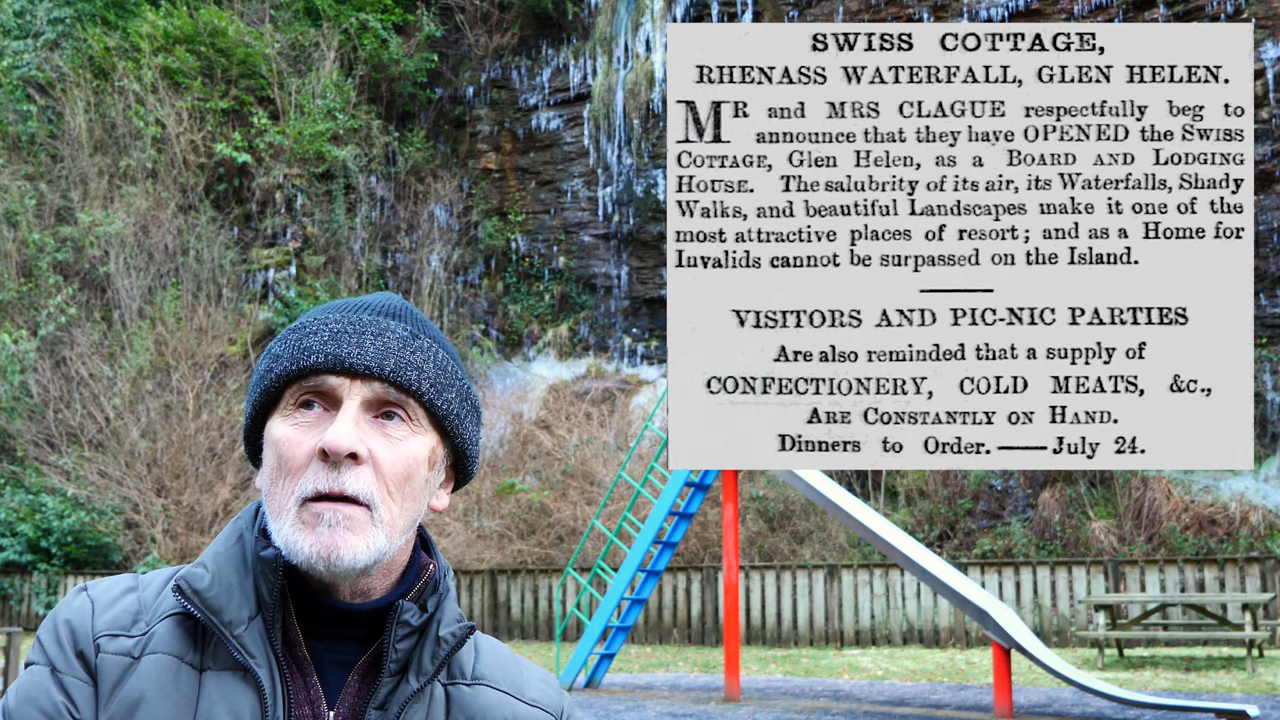 SWISS COTTAGE,
RHENASS WATERFALL, GLEN HELEN.
MR and MRS CLAGUE respectfully beg to
announce that they have OPENED the SWISS
COTTAGE, Glen Helen, as a BOARD AND LODGING
HOUSE. The salubrity of its air, its Waterfalls, Shady
Walks, and beautiful Landscapes make it one of the
most attractive places of resort; and as a Home for
Invalids cannot be surpassed on the Island.
VISITORS AND PIC-NIC PARTIES
Are also reminded that a supply of
CONFECTIONERY, COLD MEATS, &c.,
ARE CONSTANTLY ON HAND.
Dinners to Order.——July 24.